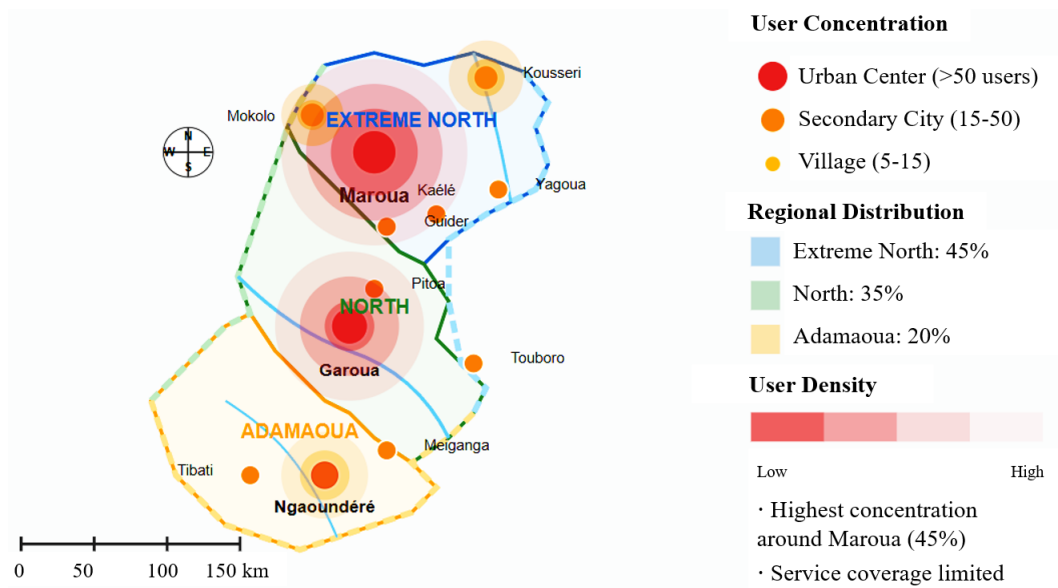 User Concentration
Urban Center (>50 users)
Secondary City (15-50)
Village (5-15)
Regional Distribution
Extreme North: 45%
North: 35%
Adamaoua: 20%
User Density
Low High
· Highest concentration
around Maroua (45%)
· Service coverage limited
Kousseri
Mokolo
EXTREME NORTH
N
W E
S
Maroua
Kaélé
Yagoua
Guider
Pitoa
NORTH
Touboro
Garoua
ADAMAOUA
Meiganga
Tibati
Ngaoundéré
0 50 100 150 km